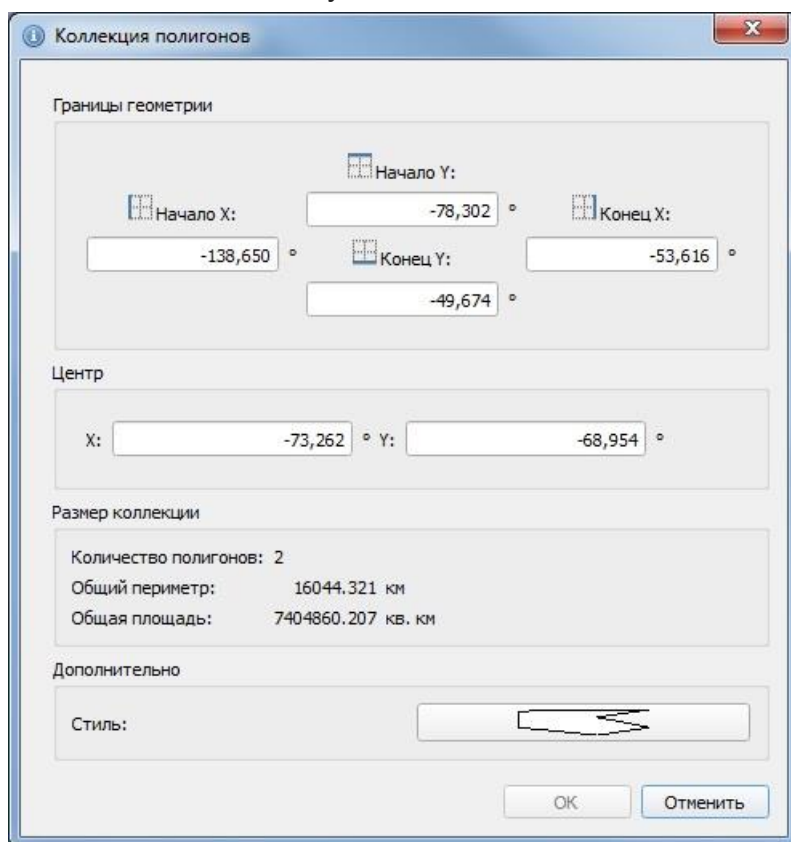 Коллекция полигонов
Границы геометрии
Начало Y:
-78,302 °
Начало X:
-138,650 °
Конец X:
-53,616 °
Конец Y:
-49,674 °
Центр
X: -73,262 ° Y: -68,954 °
Размер коллекции
Количество полигонов: 2
Общий периметр: 16044.321 км
Общая площадь: 7404860.207 кв. км
Дополнительно
Стиль:
OK Отменить